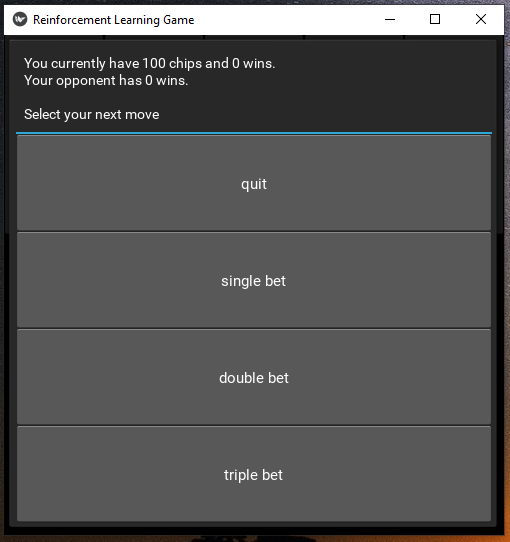 Reinforcement Learning Game
You currently have 100 chips and 0 wins.
Your opponent has 0 wins.
Select your next move
quit
single bet
double bet
triple bet